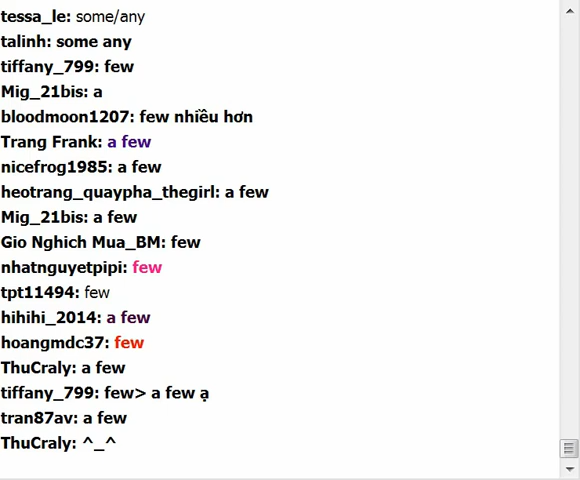 tessa_le: some/any
talinh: some any
tiffany_799: few
Mig_21bis: a
bloodmoon1207: few nhiều hơn
Trang Frank: a few
nicefrog1985: a few
heotrang_quaypha_thegirl: a few
Mig_21bis: a few
Gio Nghich Mua_BM: few
nhatnguyetpipi: few
tpt11494: few
hihihi_2014: a few
hoangmdc37: few
ThuCraly: a few
tiffany_799: few> a few ạ
tran87av: a few
ThuCraly: ^_^